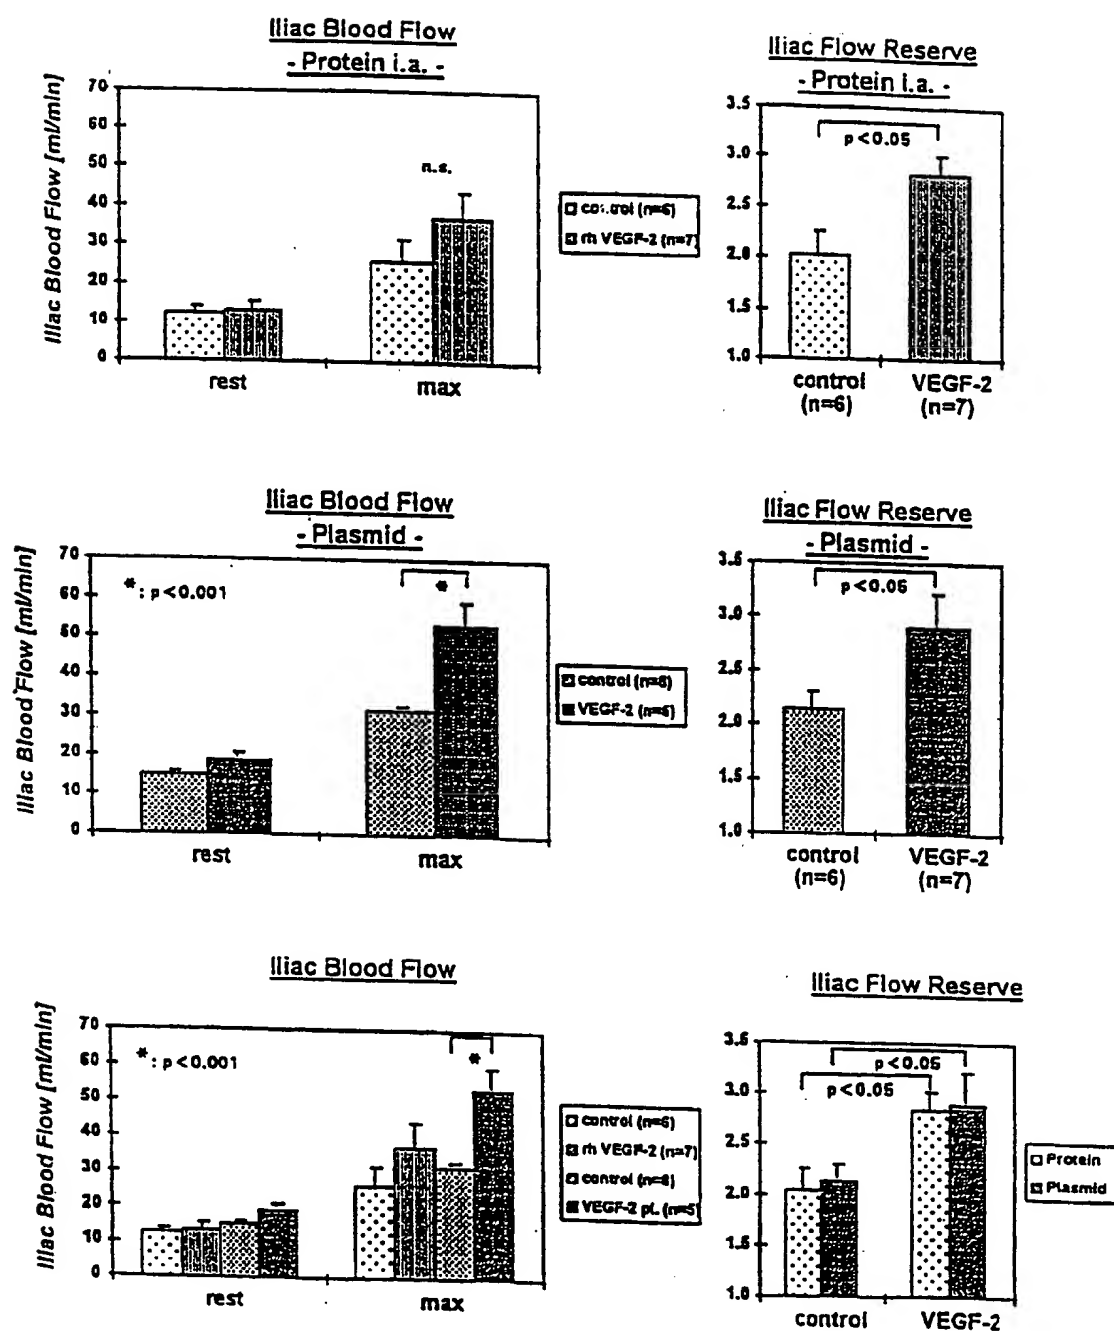 Iliac Blood Flow
- Protein i.a. -
Iliac Blood Flow [ml/min]
70
60
50
40
30
20
10
0
n.s.
rest
max
control (n=6)
rh VEGF-2 (n=7)
Iliac Flow Reserve
- Protein i.a. -
3.5
3.0
2.5
2.0
1.5
1.0
p<0.05
control
(n=6)
VEGF-2
(n=7)
Iliac Blood Flow
- Plasmid -
Iliac Blood Flow [ml/min]
70
60
50
40
30
20
10
0
*: p<0.001
*
rest
max
control
VEGF-2
Iliac Flow Reserve
- Plasmid -
3.5
3.0
2.5
2.0
1.5
1.0
p<0.05
control
(n=6)
VEGF-2
(n=7)
Iliac Blood Flow
Iliac Blood Flow [ml/min]
70
60
50
40
30
20
10
0
*: p<0.001
*
rest
max
control (n=6)
rh VEGF-2 (n=7)
control
VEGF-2 pl.
Iliac Flow Reserve
3.5
3.0
2.5
2.0
1.5
1.0
p<0.05
p<0.05
control
VEGF-2
Protein
Plasmid